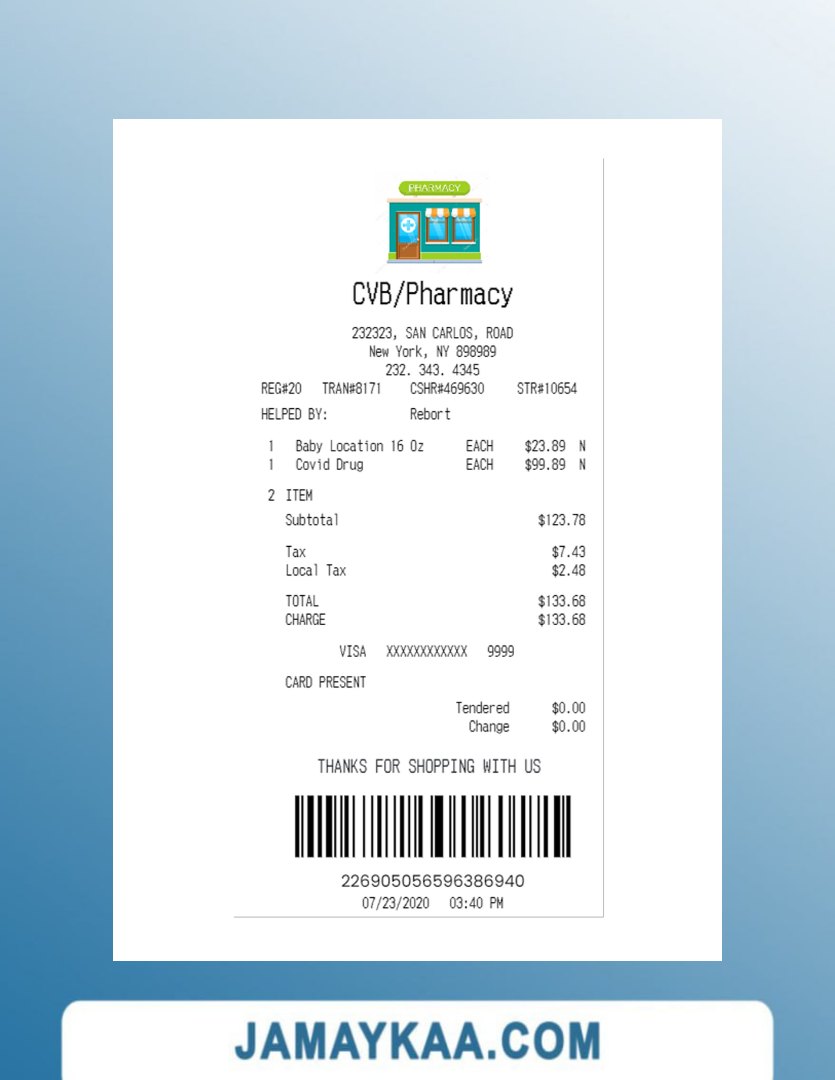 PHARMACY
CVB/Pharmacy
232323, SAN CARLOS, ROAD
New York, NY 898989
232. 343. 4345
REG#20 TRAN#8171 CSHR#469630 STR#10654
HELPED BY: Rebort
1 Baby Location 16 Oz EACH $23.89 N
1 Covid Drug EACH $99.89 N
2 ITEM
Subtotal $123.78
Tax $7.43
Local Tax $2.48
TOTAL $133.68
CHARGE $133.68
VISA XXXXXXXXXXXX 9999
CARD PRESENT
Tendered $0.00
Change $0.00
THANKS FOR SHOPPING WITH US
226905056596386940
07/23/2020 03:40 PM
JAMAYKAA.COM